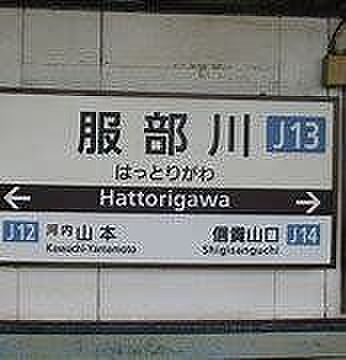 服部川 J13
はっとりがわ
← Hattorigawa →
J12 河内山本 信貴山口 J14
Kawachi-Yamamoto Shigisanguchi